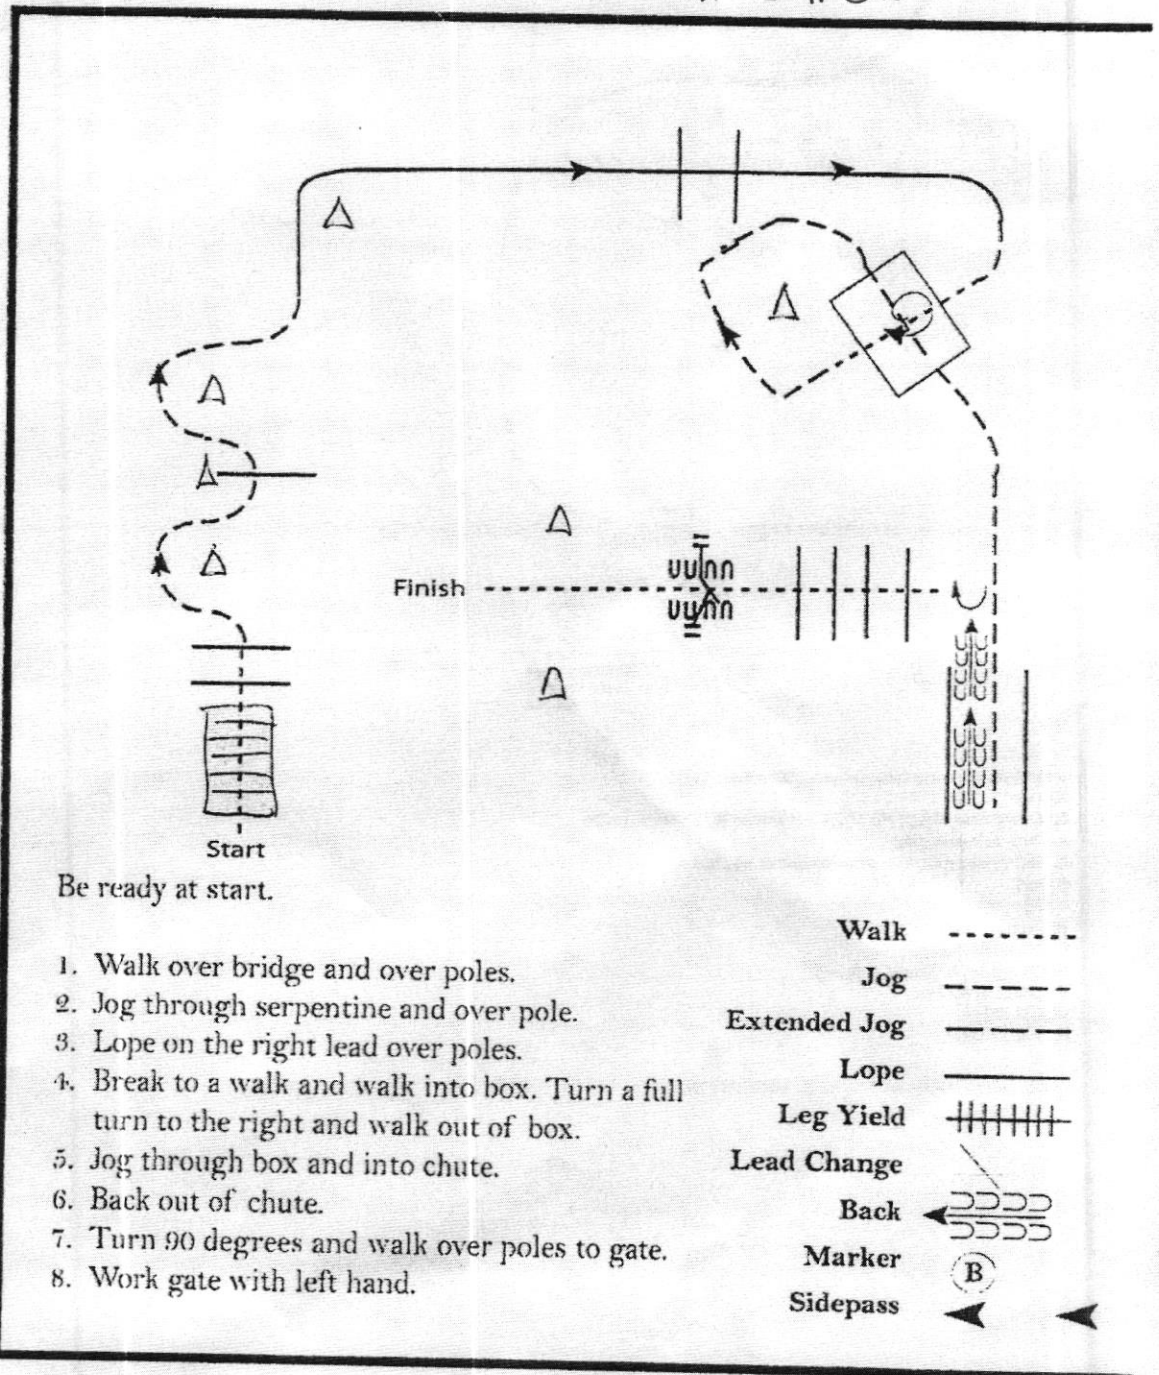 Finish
Start
Be ready at start.
1. Walk over bridge and over poles.
2. Jog through serpentine and over pole.
3. Lope on the right lead over poles.
4. Break to a walk and walk into box. Turn a full
turn to the right and walk out of box.
5. Jog through box and into chute.
6. Back out of chute.
7. Turn 90 degrees and walk over poles to gate.
8. Work gate with left hand.
Walk
Jog
Extended Jog
Lope
Leg Yield
Lead Change
Back
Marker B
Sidepass